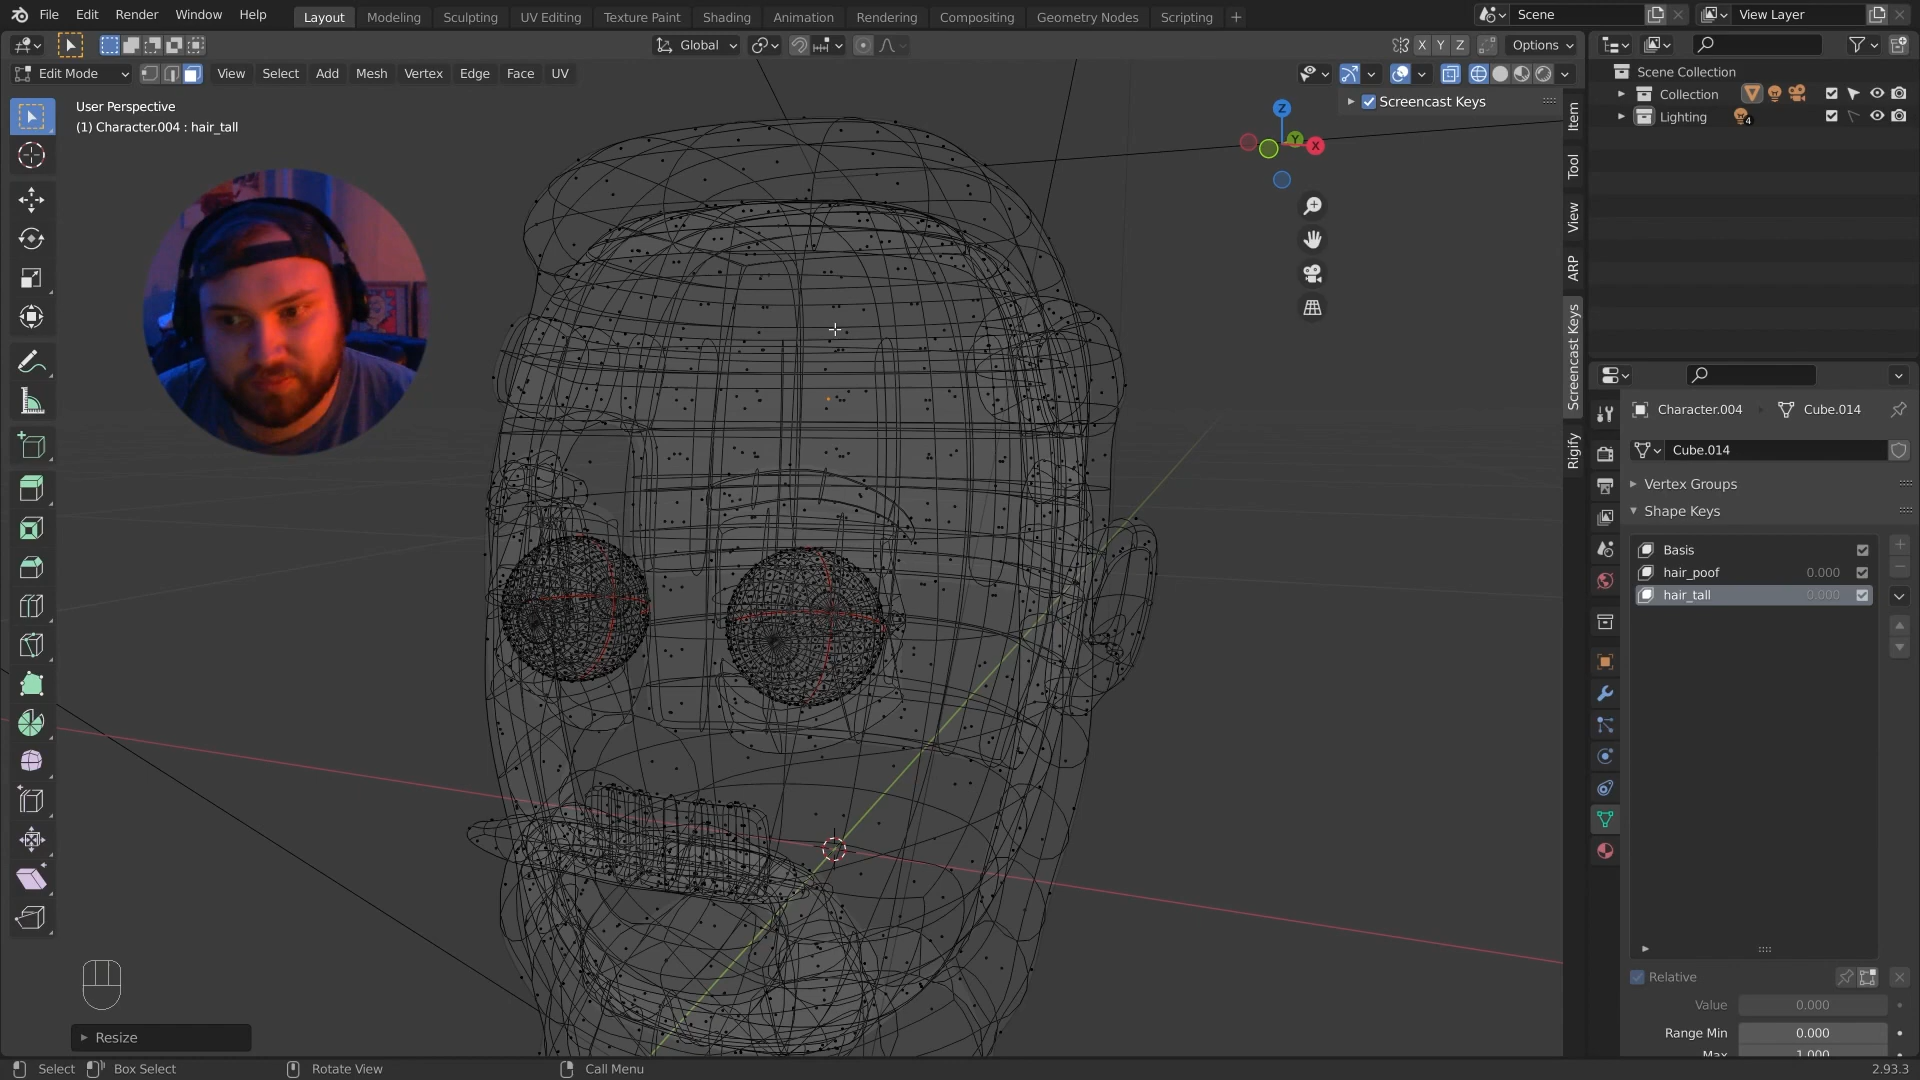 File Edit Render Window Help
Layout Modeling Sculpting UV Editing Texture Paint Shading Animation Rendering Compositing Geometry Nodes Scripting +
Scene
View Layer
Global
X Y Z
Options
Edit Mode
View Select Add Mesh Vertex Edge Face UV
User Perspective
(1) Character.004 : hair_tall
Screencast Keys
Z
Y
X
Item
Tool
View
ARP
Screencast Keys
Rigify
Scene Collection
Collection
Lighting
4
Character.004
Cube.014
Cube.014
Vertex Groups
Shape Keys
Basis
hair_poof 0.000
hair_tall 0.000
Relative
Value 0.000
Range Min 0.000
Max 1.000
Resize
Select
Box Select
Rotate View
Call Menu
2.93.3